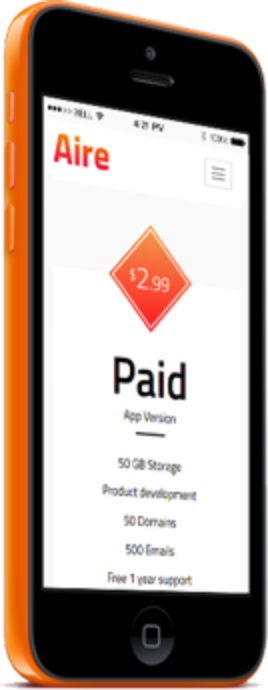 ●●●○○ BELL
4:21 PM
100%
Aire
$2.99
Paid
App Version
50 GB Storage
Product development
50 Domains
500 Emails
Free 1 year support